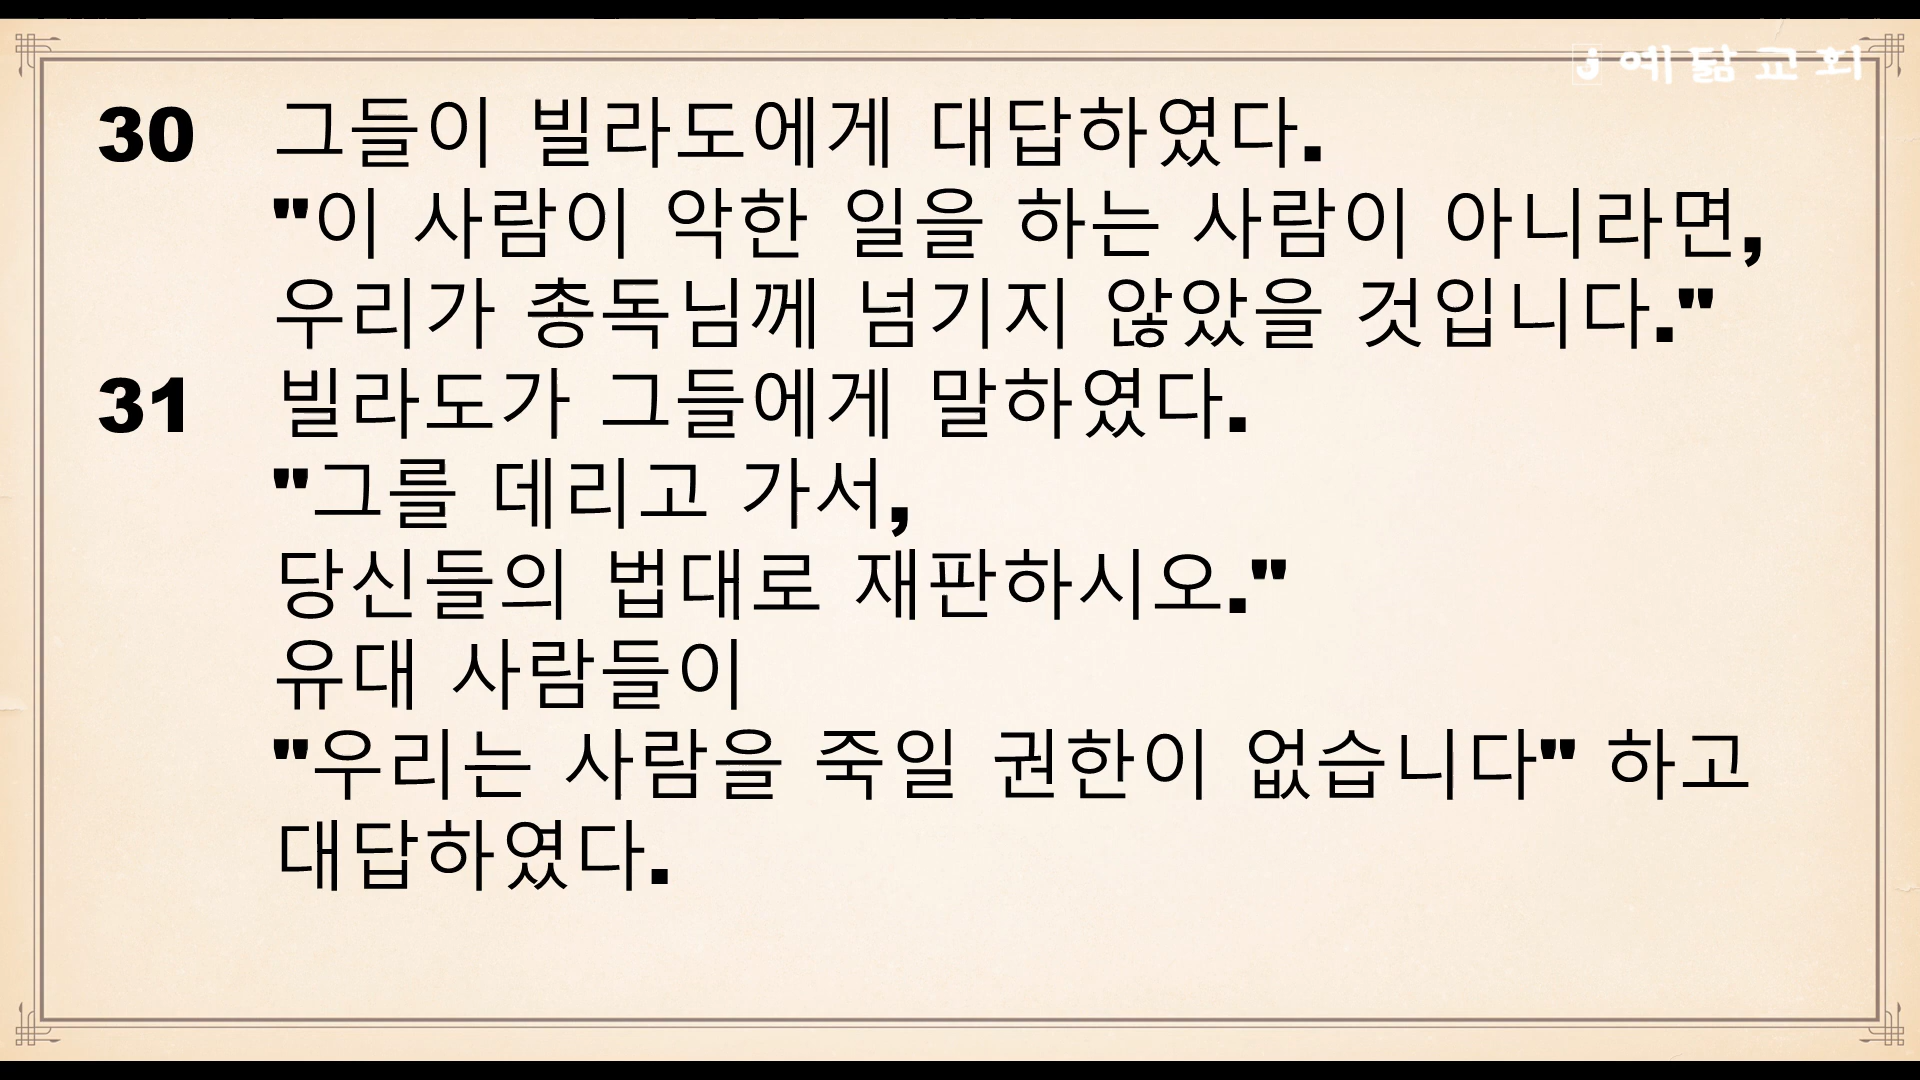 예닮교회
30 그들이 빌라도에게 대답하였다.
"이 사람이 악한 일을 하는 사람이 아니라면,
우리가 총독님께 넘기지 않았을 것입니다."
31 빌라도가 그들에게 말하였다.
"그를 데리고 가서,
당신들의 법대로 재판하시오."
유대 사람들이
"우리는 사람을 죽일 권한이 없습니다" 하고
대답하였다.